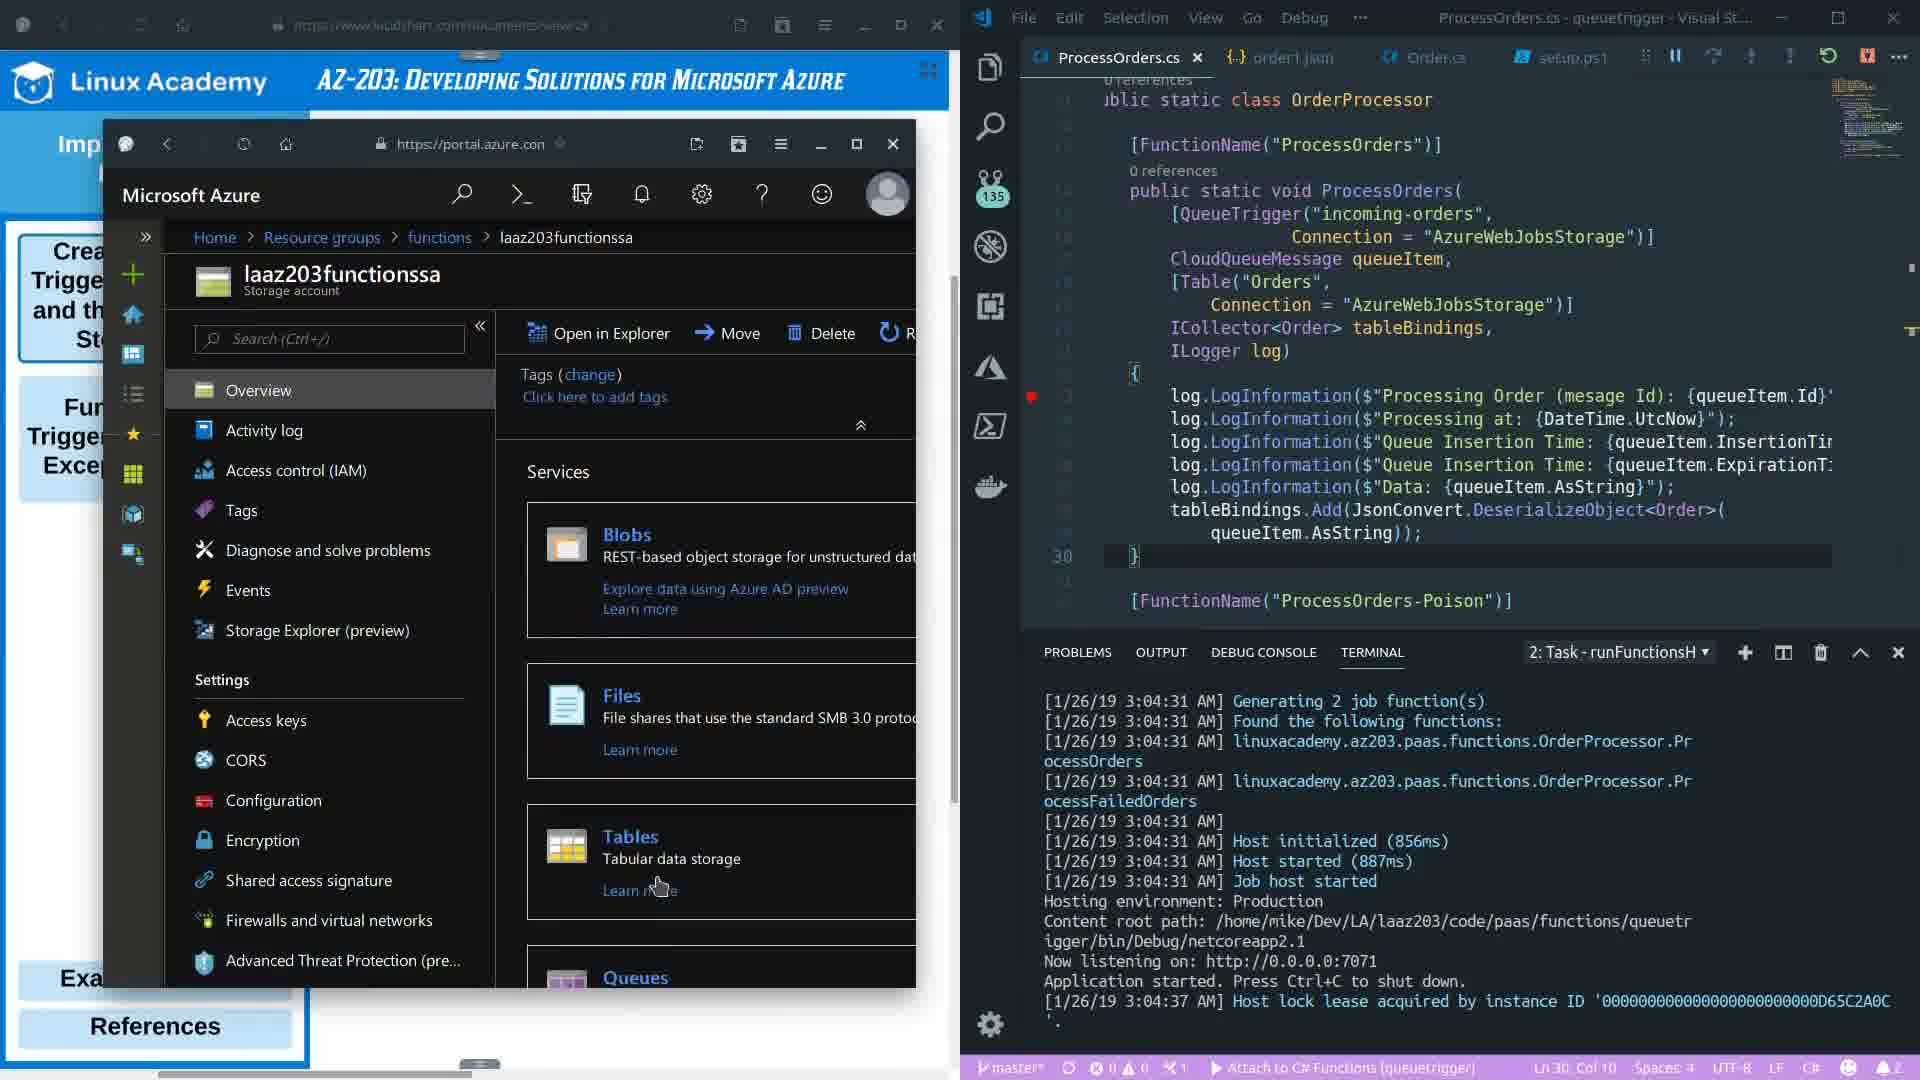 https://www.lucidchart.com/documents/view/2f
Linux Academy
AZ-203: Developing Solutions for Microsoft Azure
Imp
Crea
Trigge
and th
St
Fur
Trigger
Exce
Exa
References
https://portal.azure.con
Microsoft Azure
Home > Resource groups > functions > laaz203functionssa
laaz203functionssa
Storage account
Search (Ctrl+/)
Overview
Activity log
Access control (IAM)
Tags
Diagnose and solve problems
Events
Storage Explorer (preview)
Settings
Access keys
CORS
Configuration
Encryption
Shared access signature
Firewalls and virtual networks
Advanced Threat Protection (pre...
Open in Explorer
Move
Delete
R
Tags (change)
Click here to add tags
Services
Blobs
REST-based object storage for unstructured dat
Explore data using Azure AD preview
Learn more
Files
File shares that use the standard SMB 3.0 protoc
Learn more
Tables
Tabular data storage
Learn
Queues
File Edit Selection View Go Debug ···
ProcessOrders.cs - queuetrigger - Visual St...
ProcessOrders.cs ×
{.} order1.json
Order.cs
setup.ps1
135
0 references
ublic static class OrderProcessor
[FunctionName("ProcessOrders")]
0 references
public static void ProcessOrders(
[QueueTrigger("incoming-orders",
Connection = "AzureWebJobsStorage")]
CloudQueueMessage queueItem,
[Table("Orders",
Connection = "AzureWebJobsStorage")]
ICollector<Order> tableBindings,
ILogger log)
{
log.LogInformation($"Processing Order (mesage Id): {queueItem.Id}"
log.LogInformation($"Processing at: {DateTime.UtcNow}");
log.LogInformation($"Queue Insertion Time: {queueItem.InsertionTim
log.LogInformation($"Queue Insertion Time: {queueItem.ExpirationTi
log.LogInformation($"Data: {queueItem.AsString}");
tableBindings.Add(JsonConvert.DeserializeObject<Order>(
queueItem.AsString));
30 }
[FunctionName("ProcessOrders-Poison")]
PROBLEMS OUTPUT DEBUG CONSOLE TERMINAL
2: Task - runFunctionsH
[1/26/19 3:04:31 AM] Generating 2 job function(s)
[1/26/19 3:04:31 AM] Found the following functions:
[1/26/19 3:04:31 AM] linuxacademy.az203.paas.functions.OrderProcessor.Pr
ocessOrders
[1/26/19 3:04:31 AM] linuxacademy.az203.paas.functions.OrderProcessor.Pr
ocessFailedOrders
[1/26/19 3:04:31 AM]
[1/26/19 3:04:31 AM] Host initialized (856ms)
[1/26/19 3:04:31 AM] Host started (887ms)
[1/26/19 3:04:31 AM] Job host started
Hosting environment: Production
Content root path: /home/mike/Dev/LA/laaz203/code/paas/functions/queuetr
igger/bin/Debug/netcoreapp2.1
Now listening on: http://0.0.0.0:7071
Application started. Press Ctrl+C to shut down.
[1/26/19 3:04:37 AM] Host lock lease acquired by instance ID '000000000000000000000000D65C2A0C
'.
master* 0 0 1 Attach to C# Functions (queuetrigger)
Ln 30, Col 10 Spaces: 4 UTF-8 LF C# 2